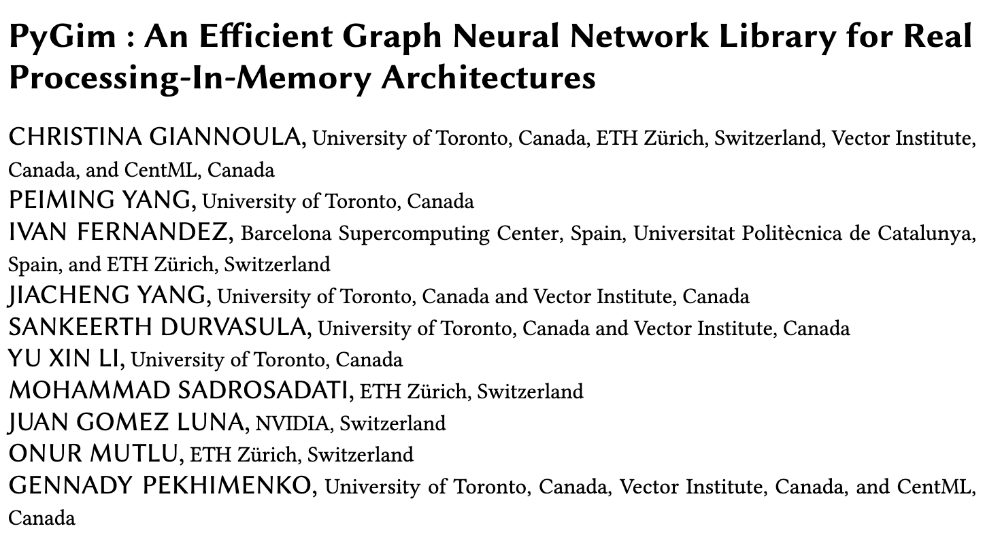 PyGim : An Efficient Graph Neural Network Library for Real
Processing-In-Memory Architectures
CHRISTINA GIANNOULA, University of Toronto, Canada, ETH Zürich, Switzerland, Vector Institute,
Canada, and CentML, Canada
PEIMING YANG, University of Toronto, Canada
IVAN FERNANDEZ, Barcelona Supercomputing Center, Spain, Universitat Politècnica de Catalunya,
Spain, and ETH Zürich, Switzerland
JIACHENG YANG, University of Toronto, Canada and Vector Institute, Canada
SANKEERTH DURVASULA, University of Toronto, Canada and Vector Institute, Canada
YU XIN LI, University of Toronto, Canada
MOHAMMAD SADROSADATI, ETH Zürich, Switzerland
JUAN GOMEZ LUNA, NVIDIA, Switzerland
ONUR MUTLU, ETH Zürich, Switzerland
GENNADY PEKHIMENKO, University of Toronto, Canada, Vector Institute, Canada, and CentML,
Canada